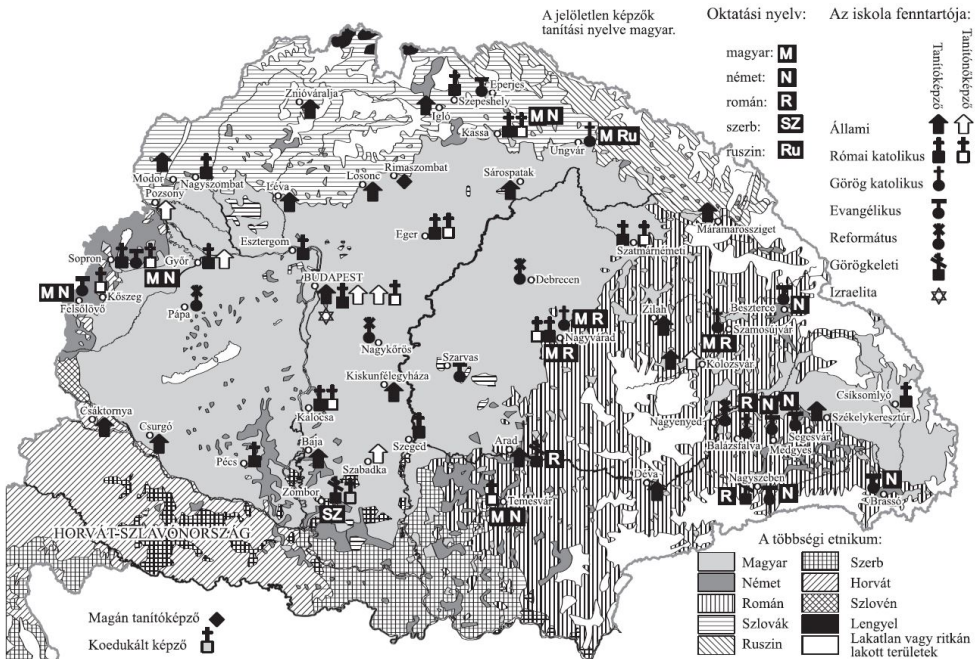 A jelöletlen képzők
tanítási nyelve magyar.
Oktatási nyelv:
magyar: M
német: N
román: R
szerb: SZ
ruszin: Ru
Az iskola fenntartója:
Tanítóképző
Tanítónőképző
Állami
Római katolikus
Görög katolikus
Evangélikus
Református
Görögkeleti
Izraelita
Znióváralja
Szepeshely
Eperjes
Igló
Kassa
M N
Ungvár
M Ru
Modor
Nagyszombat
Pozsony
Léva
Losonc
Rimaszombat
Sárospatak
Máramarossziget
Esztergom
Eger
Szatmárnémeti
Sopron
M N
Győr
BUDAPEST
Debrecen
M N
Felsőlövő
Kőszeg
Pápa
Nagykőrös
Nagyvárad
M R
M R
Zilah
Beszterce
N
Szamosújvár
M R
Kolozsvár
Szarvas
Kiskunfélegyháza
Csíksomlyó
Kalocsa
Nagyenyed
R N N
Székelykeresztúr
Balázsfalva
Medgyes
Segesvár
Csáktornya
Csurgó
Pécs
Baja
Szabadka
Szeged
Arad
R
Déva
Nagyszeben
R
N
N
Brassó
Zombor
SZ
Temesvár
M N
HORVÁT-SZLAVONORSZÁG
Magán tanítóképző
Koedukált képző
A többségi etnikum:
Magyar
Német
Román
Szlovák
Ruszin
Szerb
Horvát
Szlovén
Lengyel
Lakatlan vagy ritkán
lakott területek